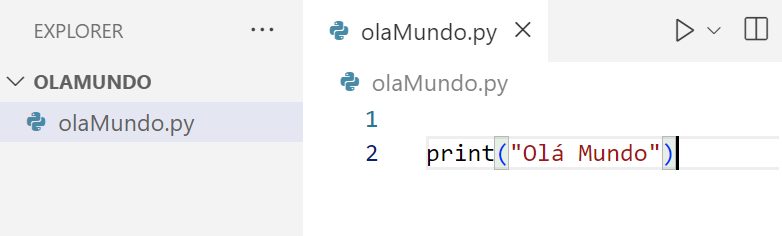 EXPLORER ...
OLAMUNDO
olaMundo.py
olaMundo.py
olaMundo.py
1
2 print("Olá Mundo")